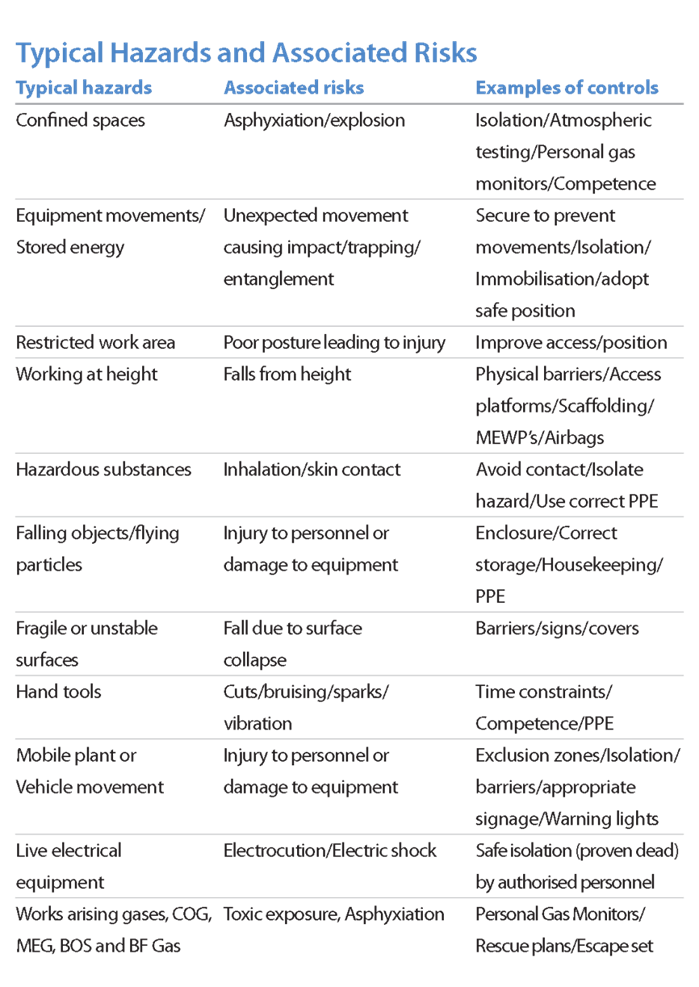 Typical Hazards and Associated Risks
Typical hazards Associated risks Examples of controls
Confined spaces Asphyxiation/explosion Isolation/Atmospheric
testing/Personal gas
monitors/Competence
Equipment movements/ Unexpected movement Secure to prevent
Stored energy causing impact/trapping/ movements/Isolation/
entanglement Immobilisation/adopt
safe position
Restricted work area Poor posture leading to injury Improve access/position
Working at height Falls from height Physical barriers/Access
platforms/Scaffolding/
MEWP's/Airbags
Hazardous substances Inhalation/skin contact Avoid contact/Isolate
hazard/Use correct PPE
Falling objects/flying Injury to personnel or Enclosure/Correct
particles damage to equipment storage/Housekeeping/
PPE
Fragile or unstable Fall due to surface Barriers/signs/covers
surfaces collapse
Hand tools Cuts/bruising/sparks/ Time constraints/
vibration Competence/PPE
Mobile plant or Injury to personnel or Exclusion zones/Isolation/
Vehicle movement damage to equipment barriers/appropriate
signage/Warning lights
Live electrical Electrocution/Electric shock Safe isolation (proven dead)
equipment by authorised personnel
Works arising gases, COG, Toxic exposure, Asphyxiation Personal Gas Monitors/
MEG, BOS and BF Gas Rescue plans/Escape set